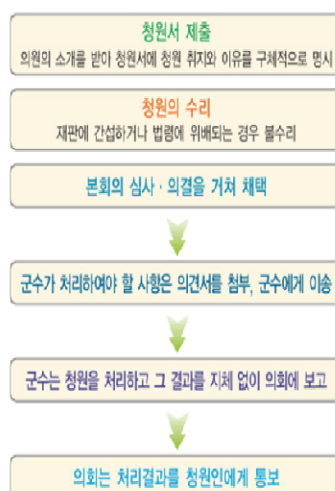 청원서 제출
의원의 소개를 받아 청원서에 청원 취지와 이유를 구체적으로 명시
청원의 수리
재판에 간섭하거나 법령에 위배되는 경우 불수리
본회의 심사 · 의결을 거쳐 채택
군수가 처리하여야 할 사항은 의견서를 첨부, 군수에게 이송
군수는 청원을 처리하고 그 결과를 지체 없이 의회에 보고
의회는 처리결과를 청원인에게 통보